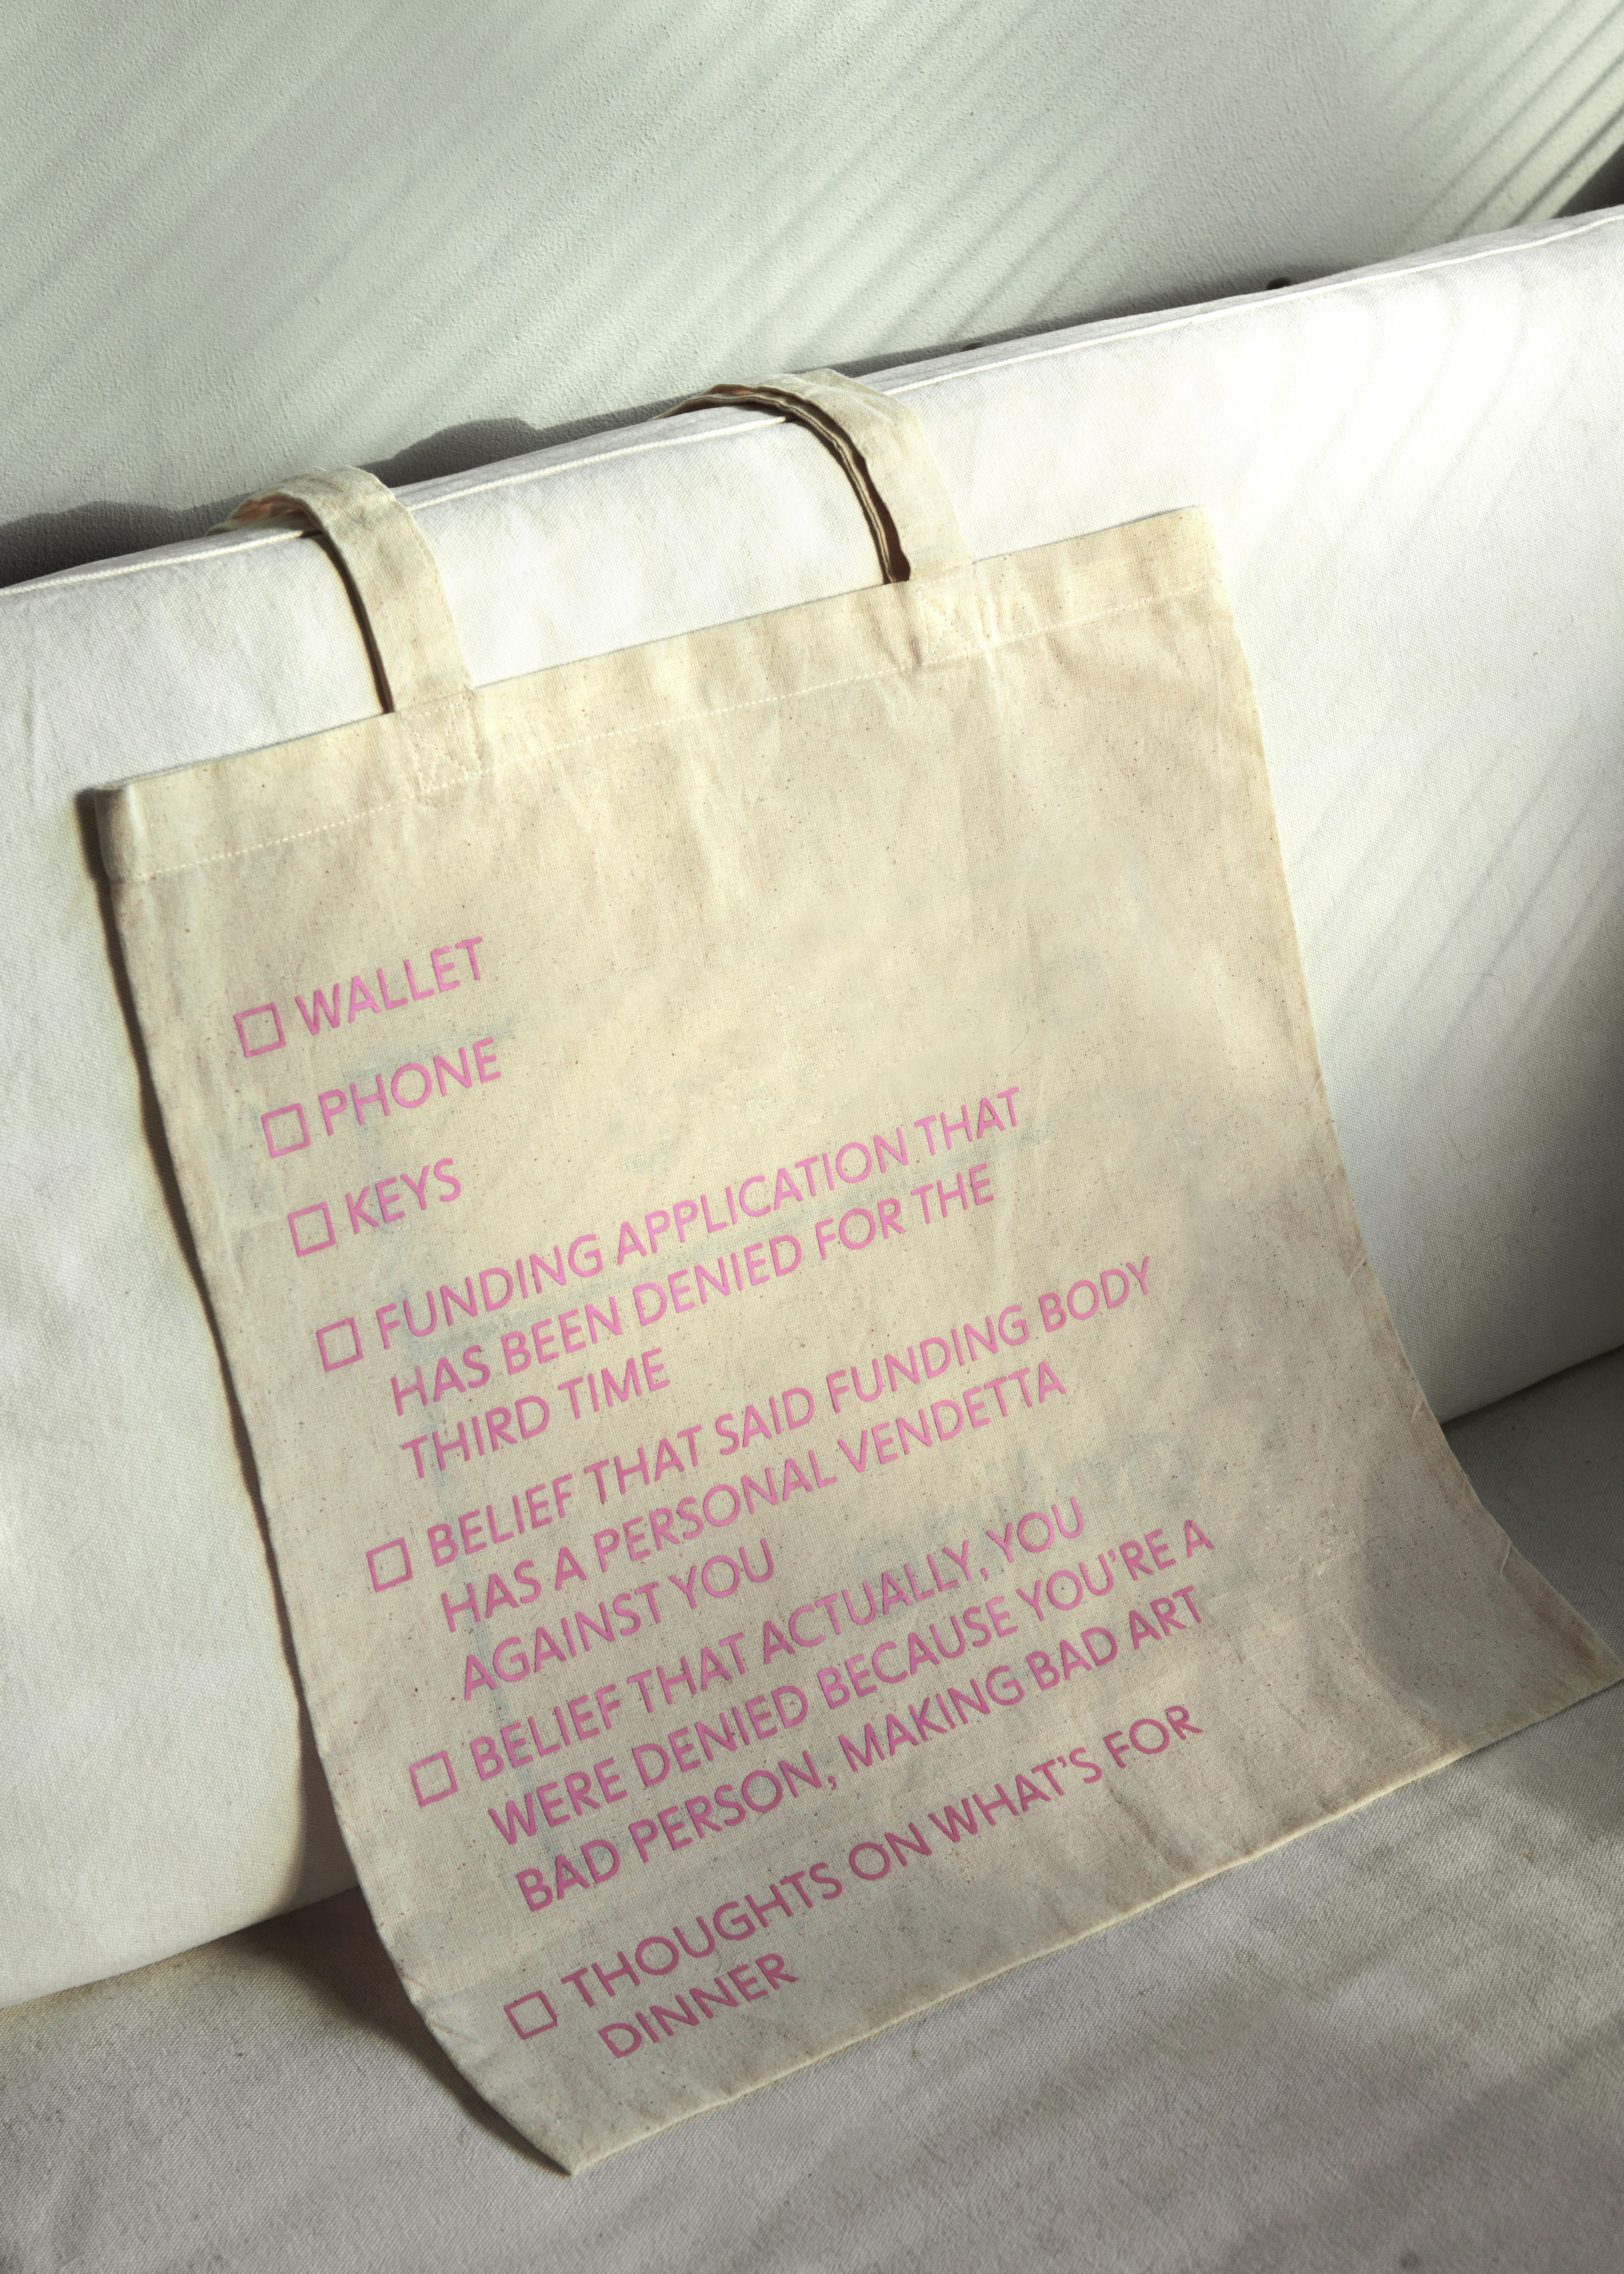 WALLET
PHONE
KEYS
FUNDING APPLICATION THAT
HAS BEEN DENIED FOR THE
THIRD TIME
BELIEF THAT SAID FUNDING BODY
HAS A PERSONAL VENDETTA
AGAINST YOU
BELIEF THAT ACTUALLY, YOU
WERE DENIED BECAUSE YOU'RE A
BAD PERSON, MAKING BAD ART
THOUGHTS ON WHAT'S FOR
DINNER